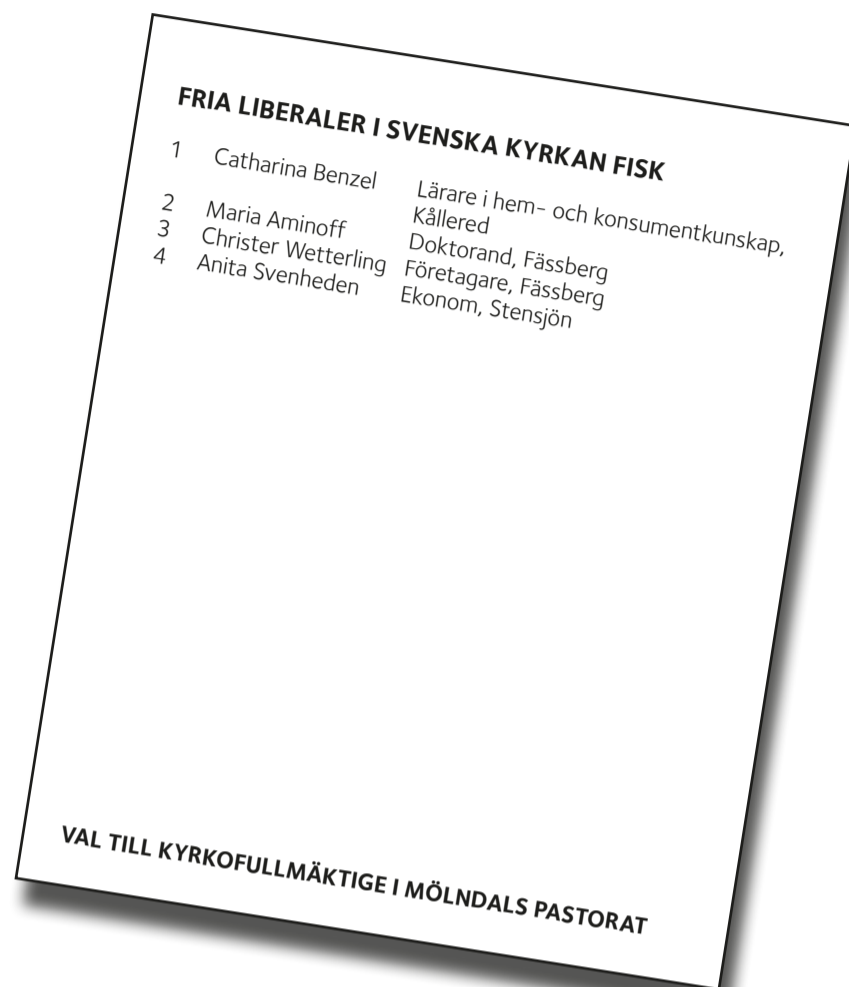 FRIA LIBERALER I SVENSKA KYRKAN FISK
1 Catharina Benzel Lärare i hem- och konsumentkunskap,
Kållered
2 Maria Aminoff Doktorand, Fässberg
3 Christer Wetterling Företagare, Fässberg
4 Anita Svenheden Ekonom, Stensjön
VAL TILL KYRKOFULLMÄKTIGE I MÖLNDALS PASTORAT